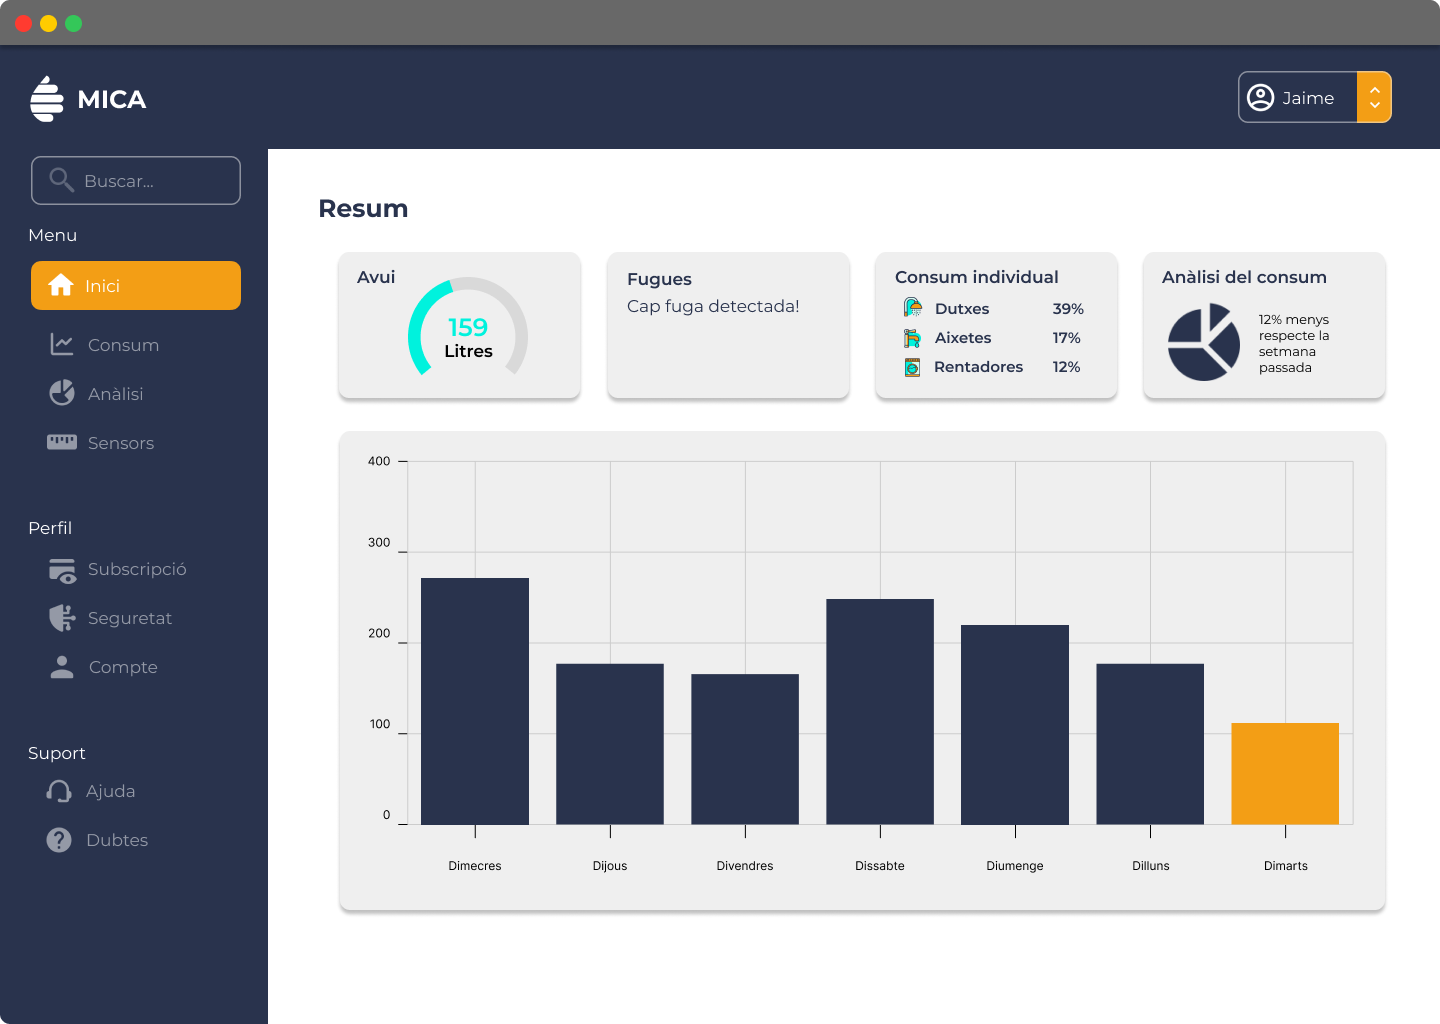 MICA
Jaime
Buscar...
Menu
Inici
Consum
Anàlisi
Sensors
Perfil
Subscripció
Seguretat
Compte
Suport
Ajuda
Dubtes
Resum
Avui
159
Litres
Fugues
Cap fuga detectada!
Consum individual
Dutxes 39%
Aixetes 17%
Rentadores 12%
Anàlisi del consum
12% menys
respecte la
setmana
passada
400
300
200
100
0
Dimecres Dijous Divendres Dissabte Diumenge Dilluns Dimarts